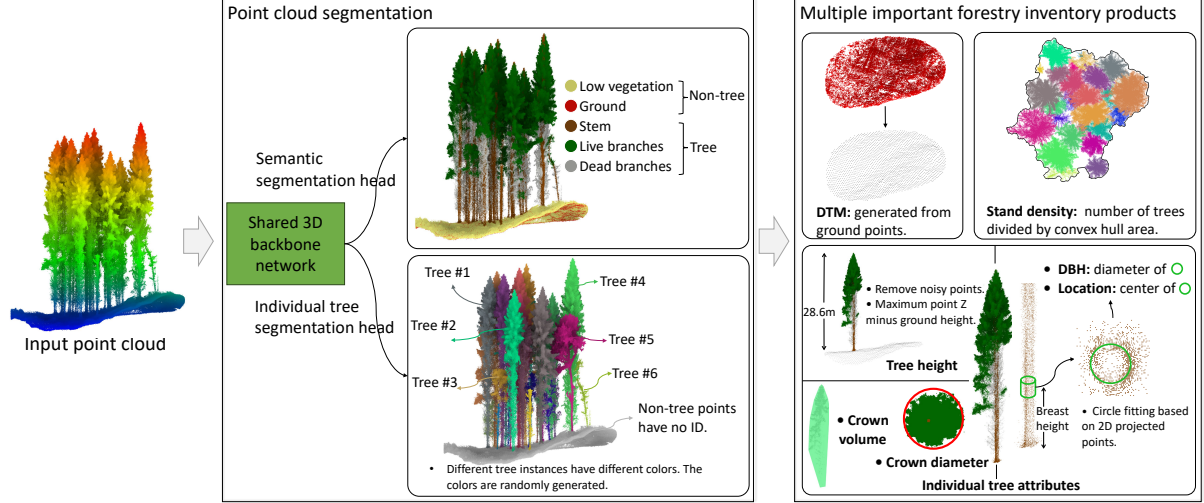 Point cloud segmentation
Multiple important forestry inventory products
Input point cloud
Semantic
segmentation head
Shared 3D
backbone
network
Individual tree
segmentation head
Low vegetation
Ground
Non-tree
Stem
Live branches
Dead branches
Tree
Tree #1
Tree #2
Tree #3
Tree #4
Tree #5
Tree #6
Non-tree points
have no ID.
• Different tree instances have different colors. The
colors are randomly generated.
DTM: generated from
ground points.
Stand density: number of trees
divided by convex hull area.
28.6m
• Remove noisy points.
• Maximum point Z
minus ground height.
Tree height
• DBH: diameter of
• Location: center of
Breast
height
• Circle fitting based
on 2D projected
points.
• Crown
volume
• Crown diameter
Individual tree attributes